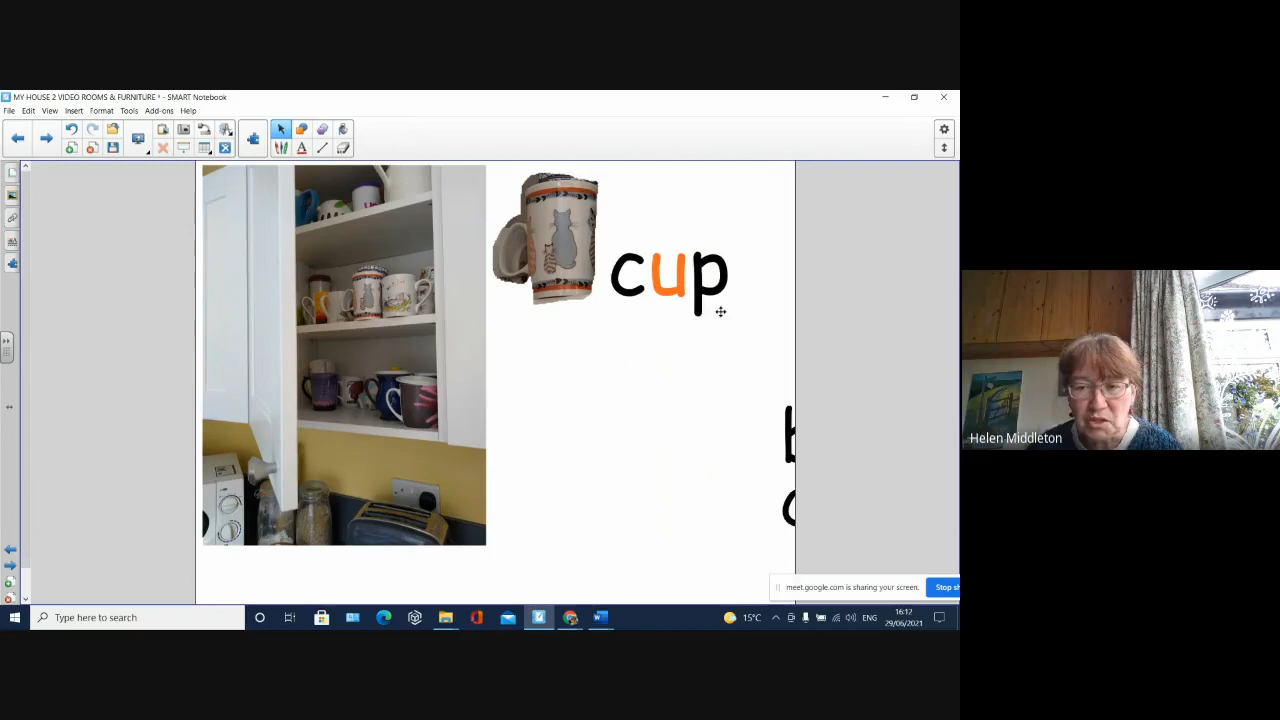 MY HOUSE 2 VIDEO ROOMS & FURNITURE * - SMART Notebook
File Edit View Insert Format Tools Add-ons Help
cup
Helen Middleton
meet.google.com is sharing your screen.
Stop sh
Type here to search
15°C
ENG
16:12
29/06/2021